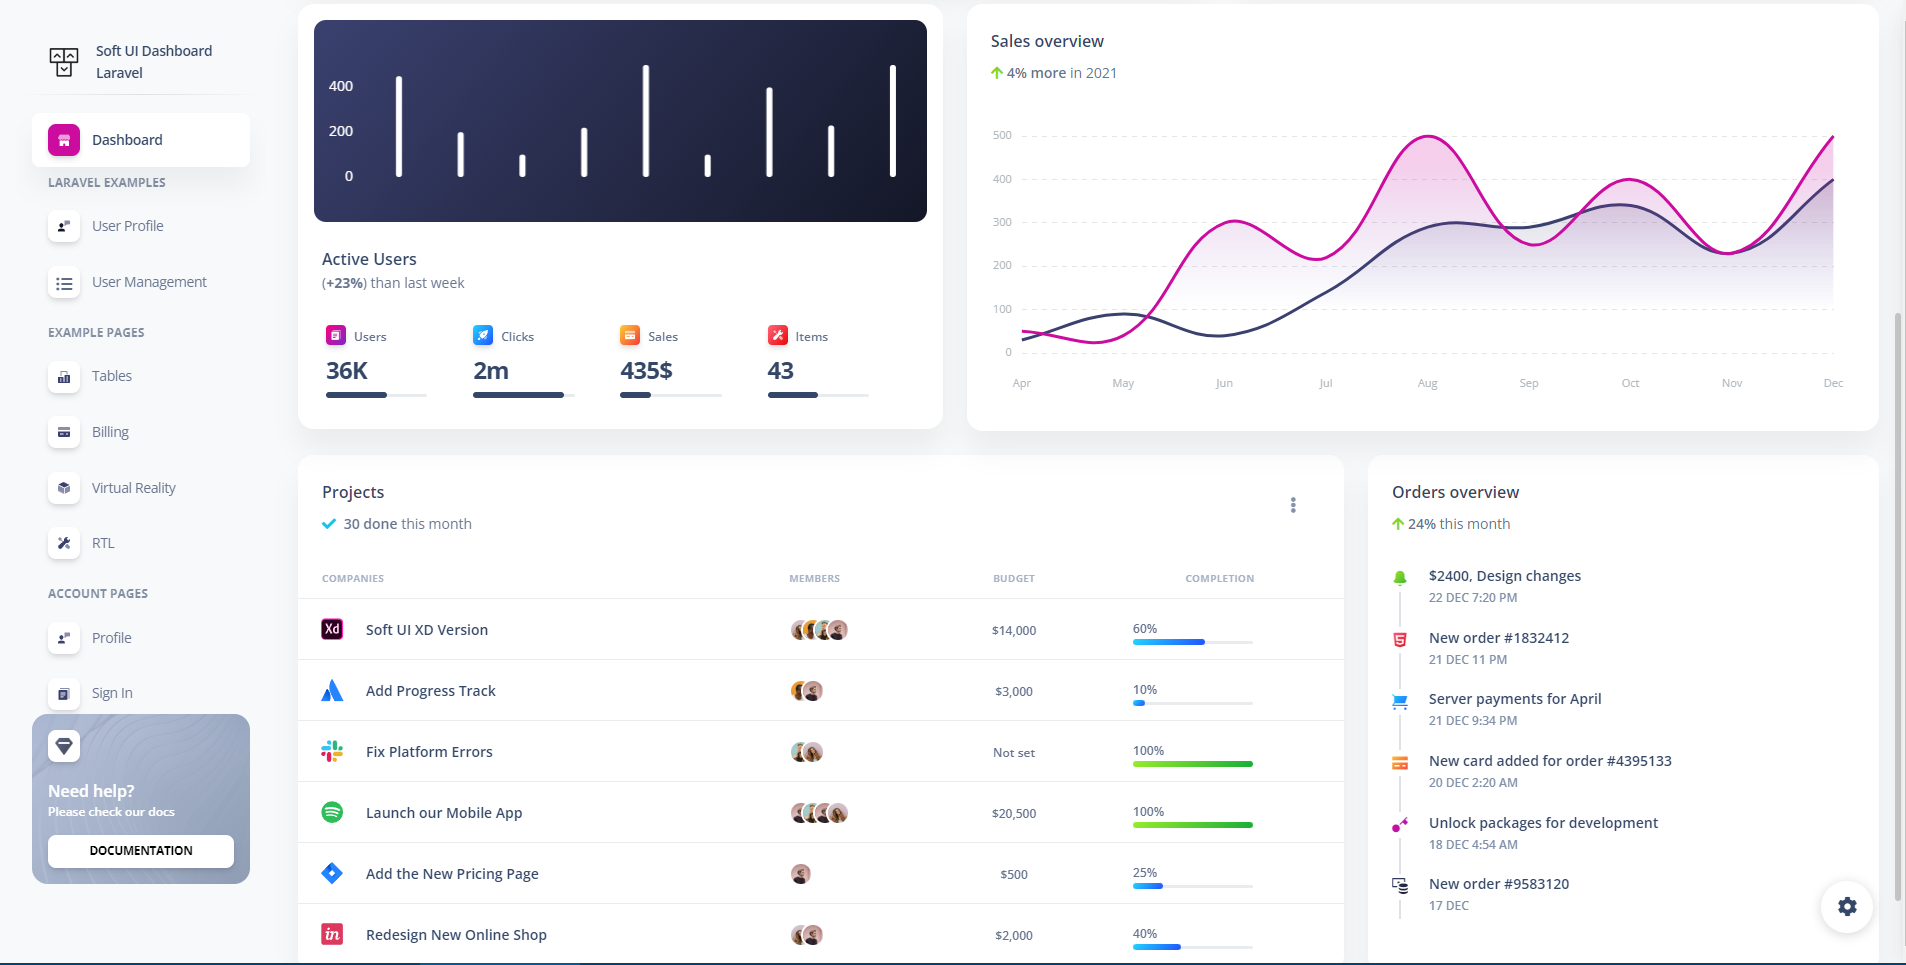 Soft UI Dashboard
Laravel
Dashboard
LARAVEL EXAMPLES
User Profile
User Management
EXAMPLE PAGES
Tables
Billing
Virtual Reality
RTL
ACCOUNT PAGES
Profile
Sign In
Need help?
Please check our docs
DOCUMENTATION
400
200
0
Active Users
(+23%) than last week
Users
Clicks
Sales
Items
36K
2m
435$
43
Sales overview
4% more in 2021
500
400
300
200
100
0
Apr May Jun Jul Aug Sep Oct Nov Dec
Projects
30 done this month
COMPANIES MEMBERS BUDGET COMPLETION
Xd Soft UI XD Version $14,000 60%
Add Progress Track $3,000 10%
Fix Platform Errors Not set 100%
Launch our Mobile App $20,500 100%
Add the New Pricing Page $500 25%
in Redesign New Online Shop $2,000 40%
Orders overview
24% this month
$2400, Design changes
22 DEC 7:20 PM
New order #1832412
21 DEC 11 PM
Server payments for April
21 DEC 9:34 PM
New card added for order #4395133
20 DEC 2:20 AM
Unlock packages for development
18 DEC 4:54 AM
New order #9583120
17 DEC